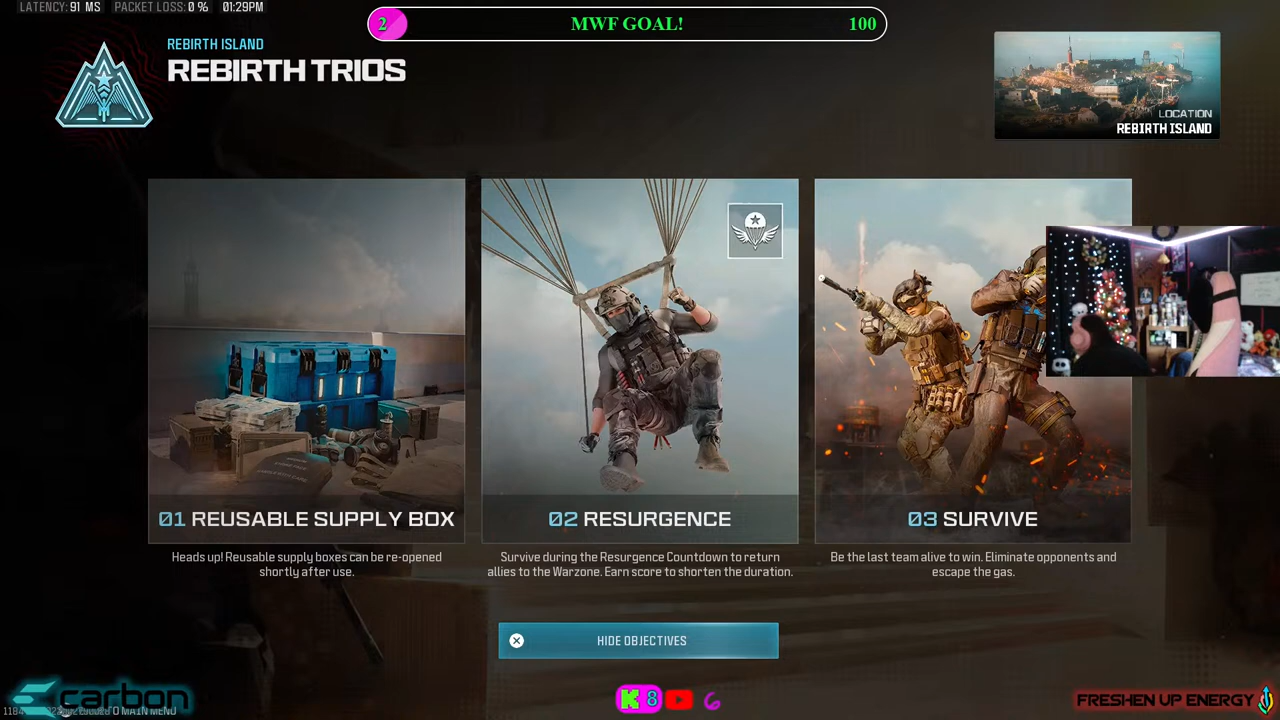 LATENCY: 91 MS PACKET LOSS: 0 % 01:29PM
2 MWF GOAL! 100
REBIRTH ISLAND
REBIRTH TRIOS
LOCATION
REBIRTH ISLAND
01 REUSABLE SUPPLY BOX
Heads up! Reusable supply boxes can be re-opened
shortly after use.
02 RESURGENCE
Survive during the Resurgence Countdown to return
allies to the Warzone. Earn score to shorten the duration.
03 SURVIVE
Be the last team alive to win. Eliminate opponents and
escape the gas.
HIDE OBJECTIVES
carbon
TO MAIN MENU
K 8 6
FRESHEN UP ENERGY